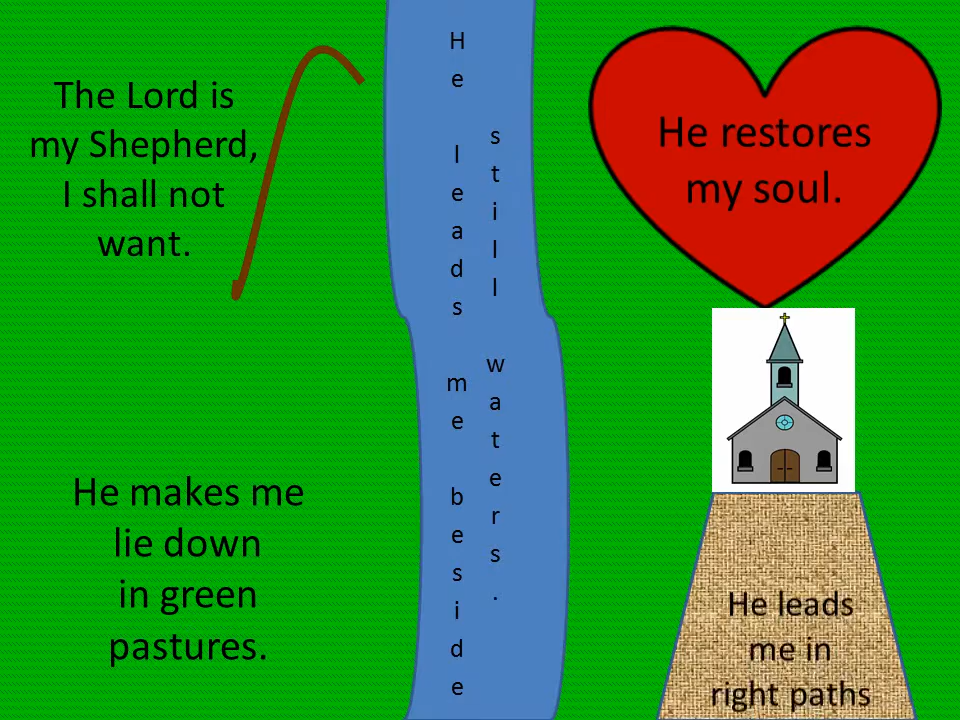 The Lord is
my Shepherd,
I shall not
want.
He makes me
lie down
in green
pastures.
He leads me beside
still waters.
He restores
my soul.
He leads
me in
right paths